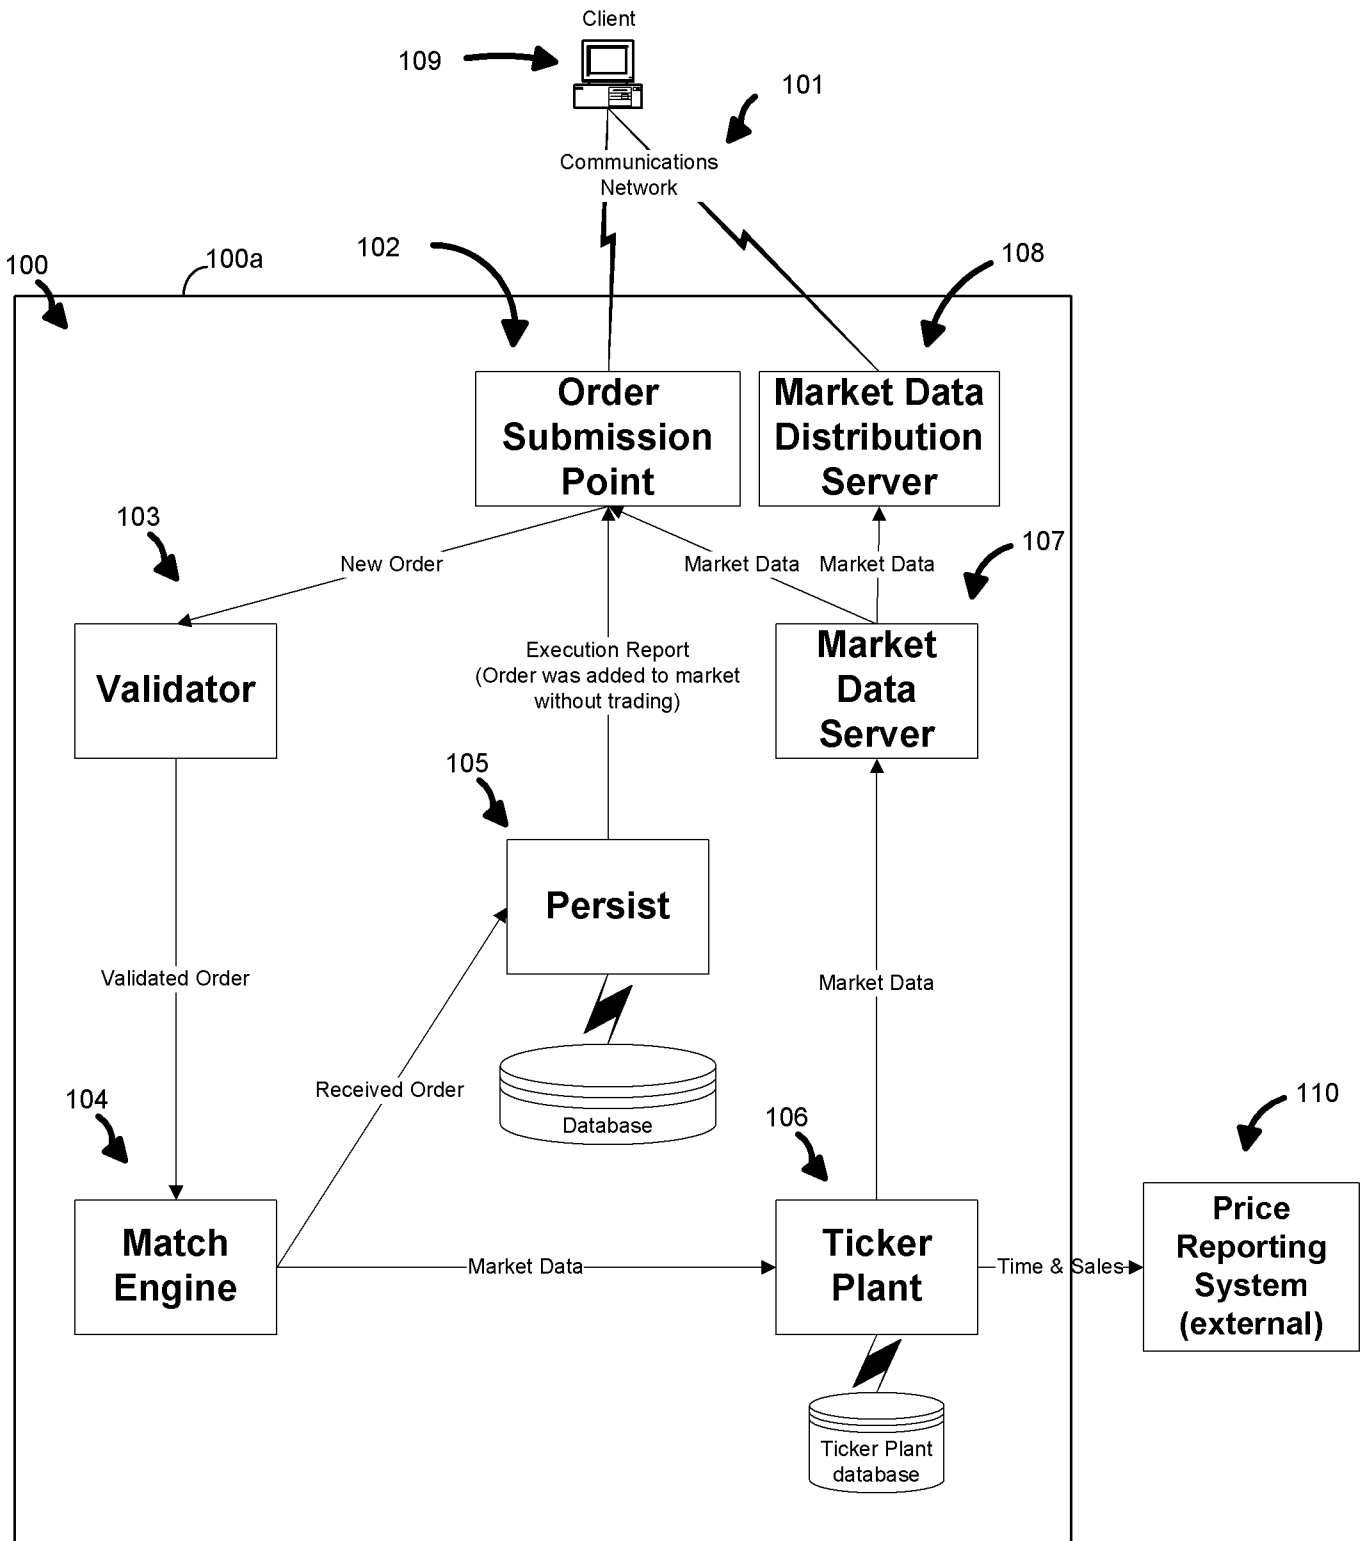 Client
109
101
Communications
Network
102
108
100
100a
Order
Submission
Point
Market Data
Distribution
Server
103
107
New Order
Market Data
Market Data
Validator
Execution Report
(Order was added to market
without trading)
Market
Data
Server
105
Persist
Validated Order
Market Data
Received Order
104
Database
106
110
Match
Engine
Market Data
Ticker
Plant
Time & Sales
Price
Reporting
System
(external)
Ticker Plant
database